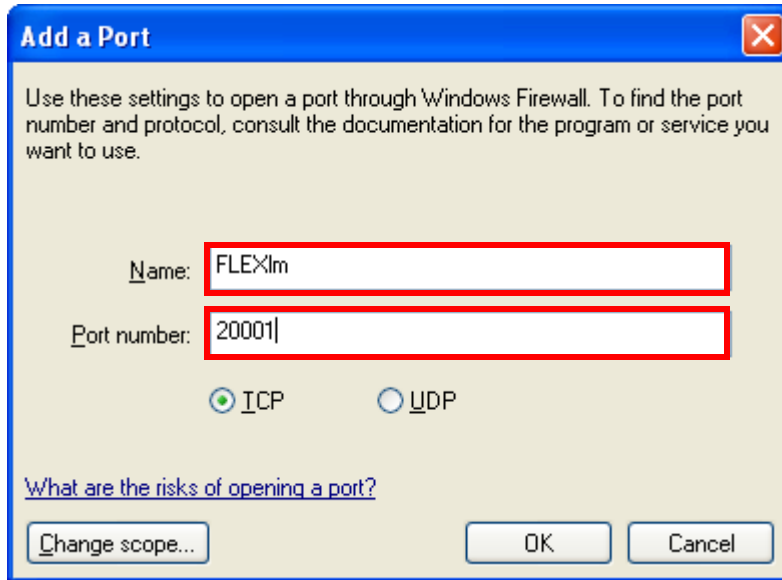 Add a Port
Use these settings to open a port through Windows Firewall. To find the port
number and protocol, consult the documentation for the program or service you
want to use.
Name: FLEXlm
Port number: 20001
TCP UDP
What are the risks of opening a port?
Change scope... OK Cancel